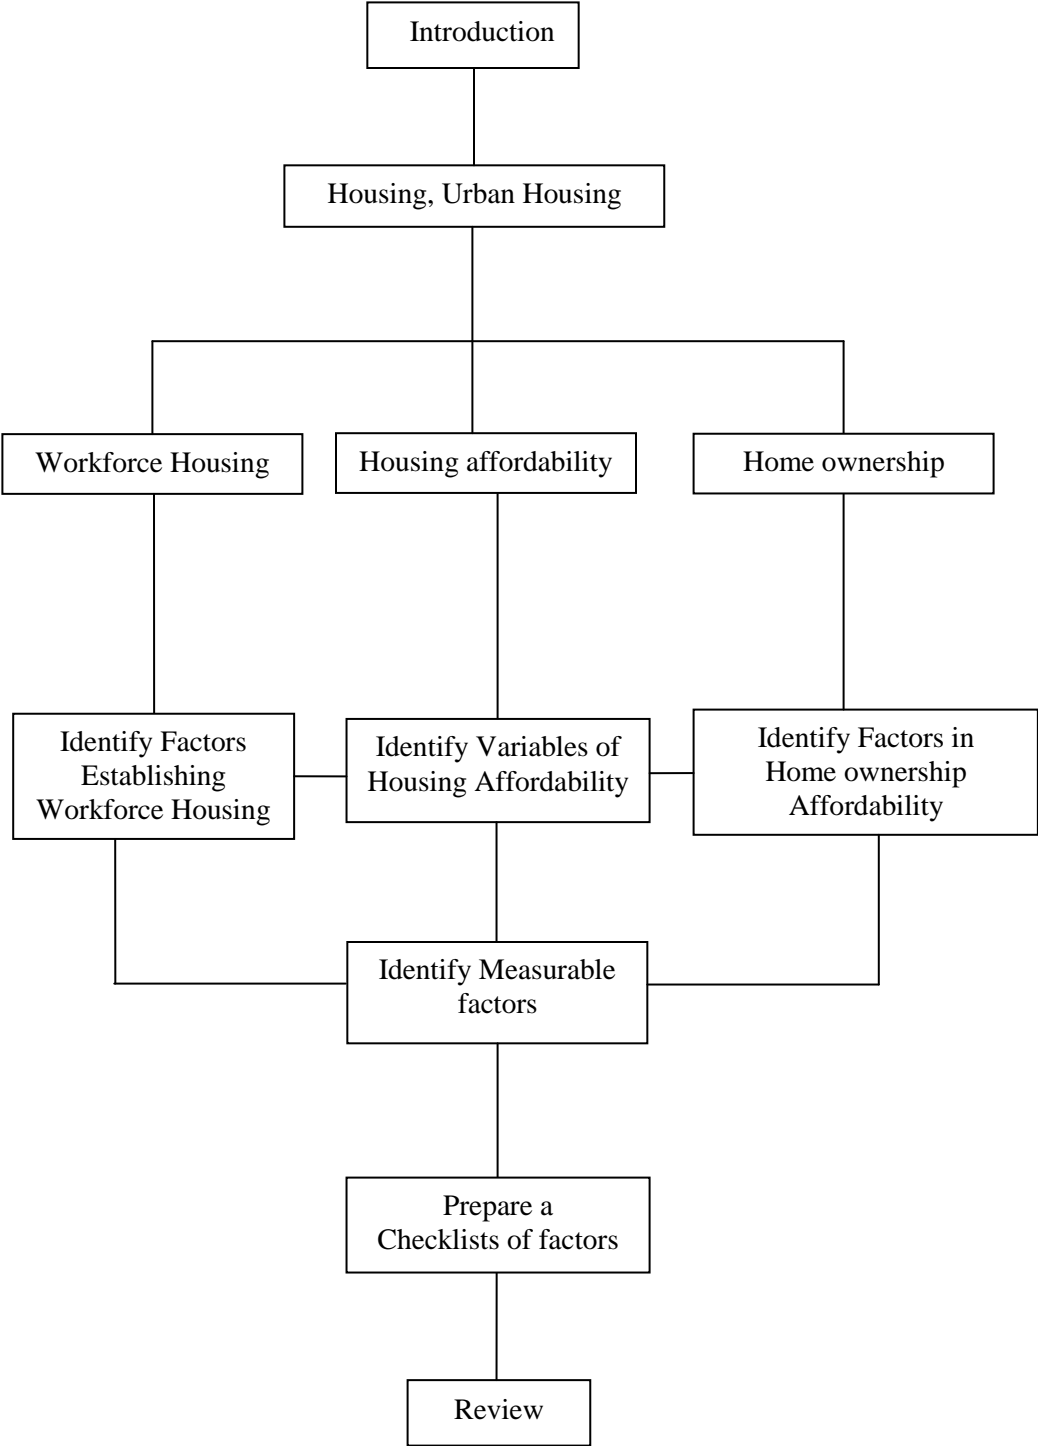 Introduction
Housing, Urban Housing
Workforce Housing
Housing affordability
Home ownership
Identify Factors
Establishing
Workforce Housing
Identify Variables of
Housing Affordability
Identify Factors in
Home ownership
Affordability
Identify Measurable
factors
Prepare a
Checklists of factors
Review